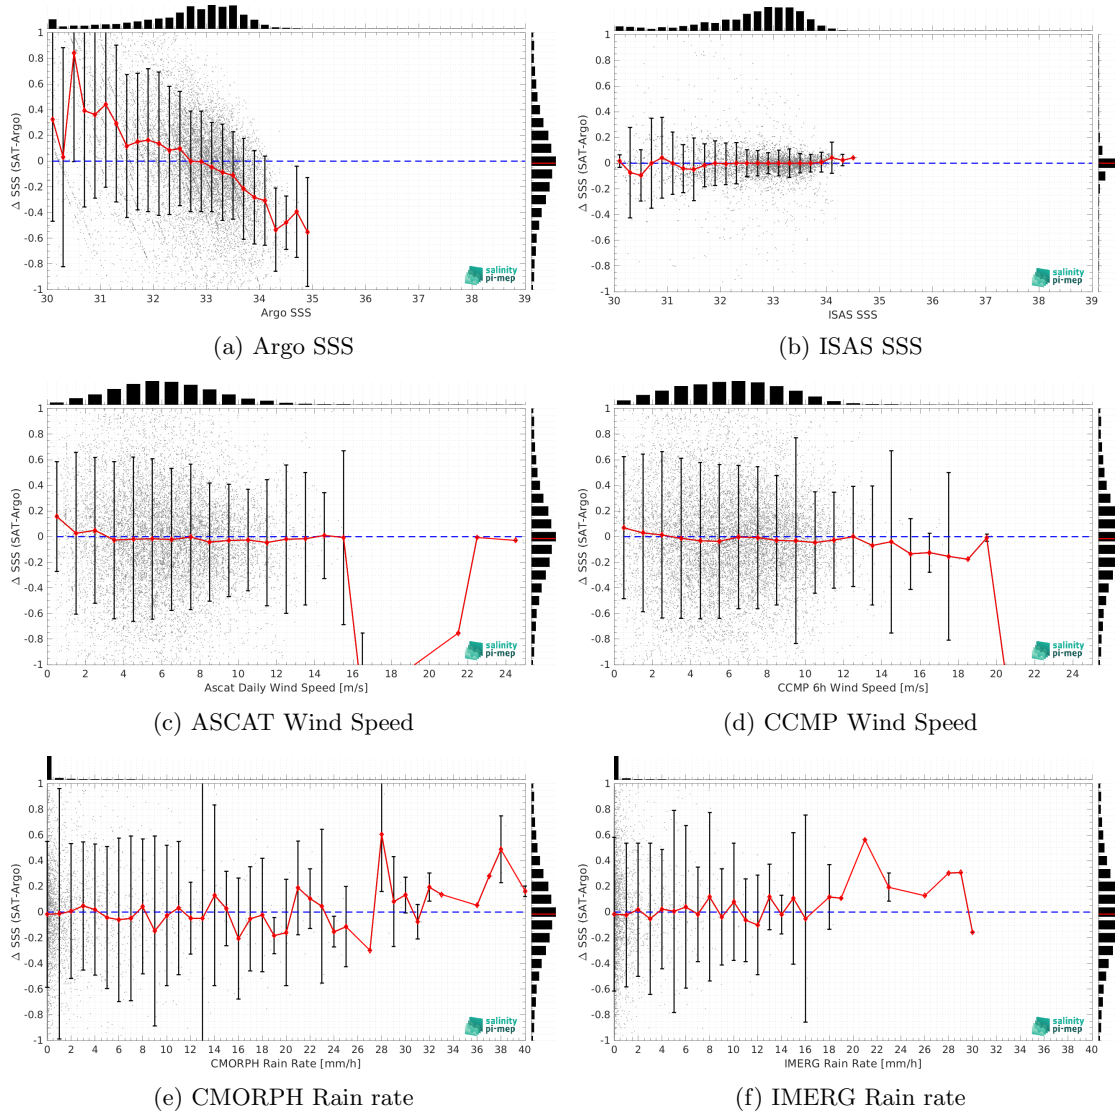 1
0.8
0.6
0.4
0.2
0
-0.2
-0.4
-0.6
-0.8
-1
Δ SSS (SAT-Argo)
30 31 32 33 34 35 36 37 38 39
Argo SSS
salinity
pi-mep
(a) Argo SSS
1
0.8
0.6
0.4
0.2
0
-0.2
-0.4
-0.6
-0.8
-1
Δ SSS (SAT-Argo)
30 31 32 33 34 35 36 37 38 39
ISAS SSS
salinity
pi-mep
(b) ISAS SSS
1
0.8
0.6
0.4
0.2
0
-0.2
-0.4
-0.6
-0.8
-1
Δ SSS (SAT-Argo)
0 2 4 6 8 10 12 14 16 18 20 22 24
Ascat Daily Wind Speed [m/s]
salinity
pi-mep
(c) ASCAT Wind Speed
1
0.8
0.6
0.4
0.2
0
-0.2
-0.4
-0.6
-0.8
-1
Δ SSS (SAT-Argo)
0 2 4 6 8 10 12 14 16 18 20 22 24
CCMP 6h Wind Speed [m/s]
salinity
pi-mep
(d) CCMP Wind Speed
1
0.8
0.6
0.4
0.2
0
-0.2
-0.4
-0.6
-0.8
-1
Δ SSS (SAT-Argo)
0 2 4 6 8 10 12 14 16 18 20 22 24 26 28 30 32 34 36 38 40
CMORPH Rain Rate [mm/h]
salinity
pi-mep
(e) CMORPH Rain rate
1
0.8
0.6
0.4
0.2
0
-0.2
-0.4
-0.6
-0.8
-1
Δ SSS (SAT-Argo)
0 2 4 6 8 10 12 14 16 18 20 22 24 26 28 30 32 34 36 38 40
IMERG Rain Rate [mm/h]
salinity
pi-mep
(f) IMERG Rain rate